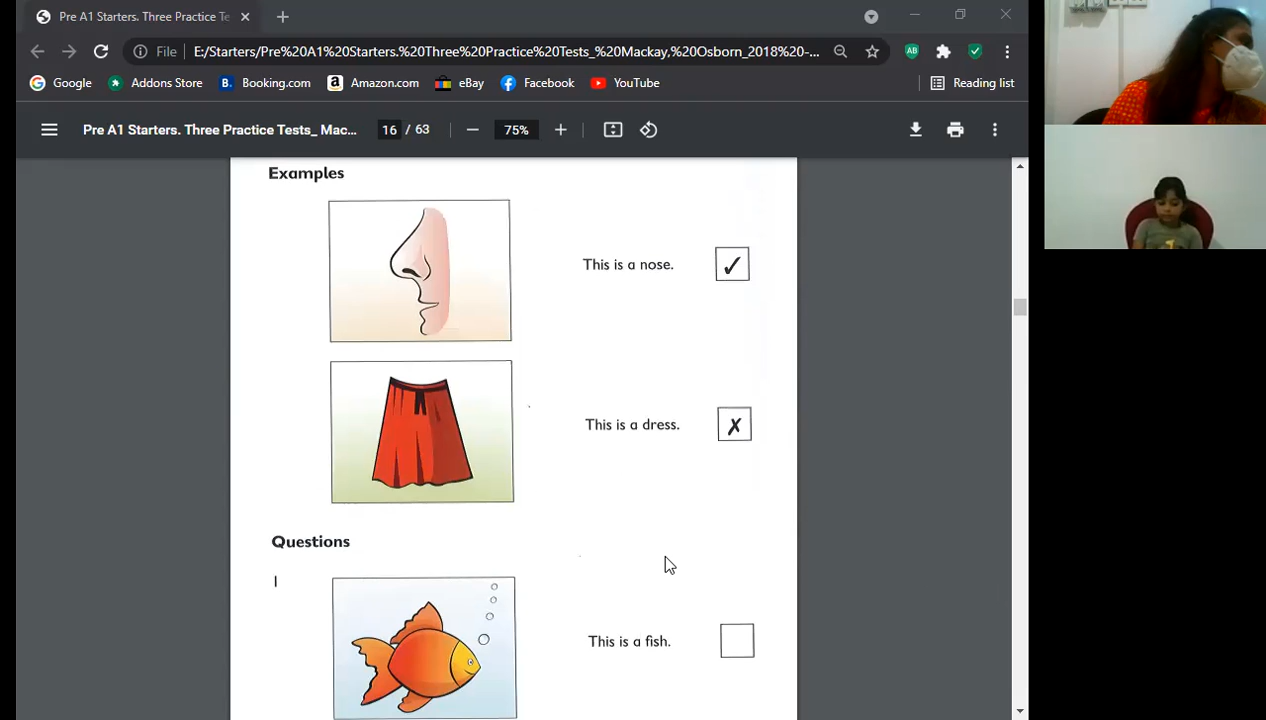 Pre A1 Starters. Three Practice Te
File E:/Starters/Pre%20A1%20Starters.%20Three%20Practice%20Tests_%20Mackay,%20Osborn_2018%20-...
AB
Google Addons Store B. Booking.com a Amazon.com eBay Facebook YouTube Reading list
Pre A1 Starters. Three Practice Tests_ Mac... 16 / 63 75%
Examples
This is a nose. ✓
This is a dress. ✗
Questions
1
This is a fish.